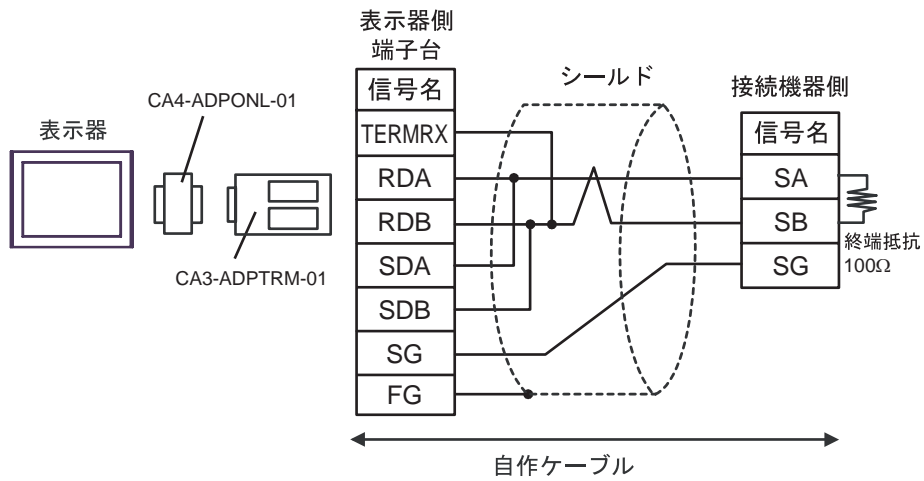 表示器側
端子台
シールド
接続機器側
CA4-ADPONL-01
表示器
CA3-ADPTRM-01
信号名
TERMRX
RDA
RDB
SDA
SDB
SG
FG
信号名
SA
SB
SG
終端抵抗
100Ω
自作ケーブル